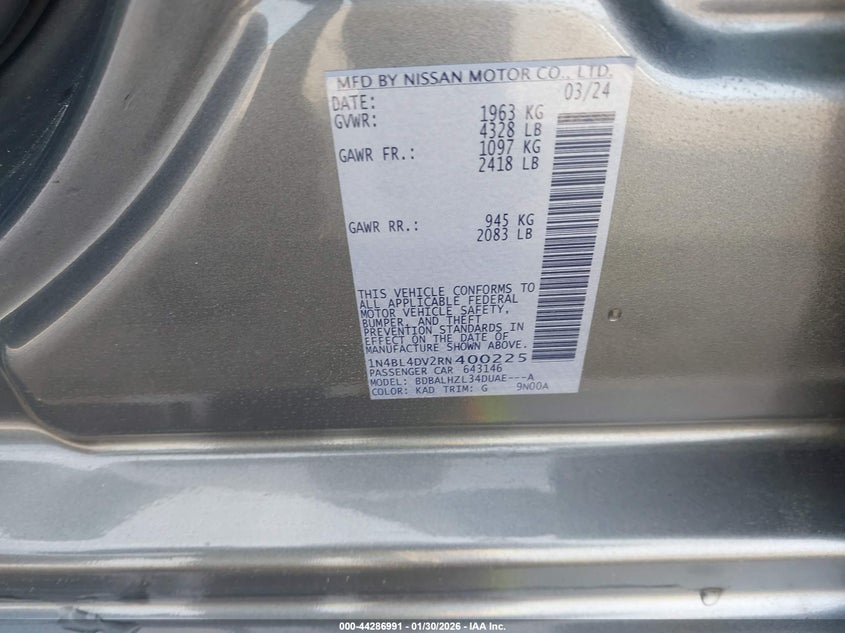 MFD BY NISSAN MOTOR CO., LTD.
DATE: 03/24
GVWR: 1963 KG
4328 LB
GAWR FR.: 1097 KG
2418 LB
GAWR RR.: 945 KG
2083 LB
THIS VEHICLE CONFORMS TO
ALL APPLICABLE FEDERAL
MOTOR VEHICLE SAFETY,
BUMPER, AND THEFT
PREVENTION STANDARDS IN
EFFECT ON THE DATE OF
MANUFACTURE SHOWN ABOVE.
1N4BL4DV2RN400225
PASSENGER CAR 643146
MODEL: BDBALHZL34DUAE---A
COLOR: KAD TRIM: G 9N00A
000-44286991 - 01/30/2026 - IAA Inc.